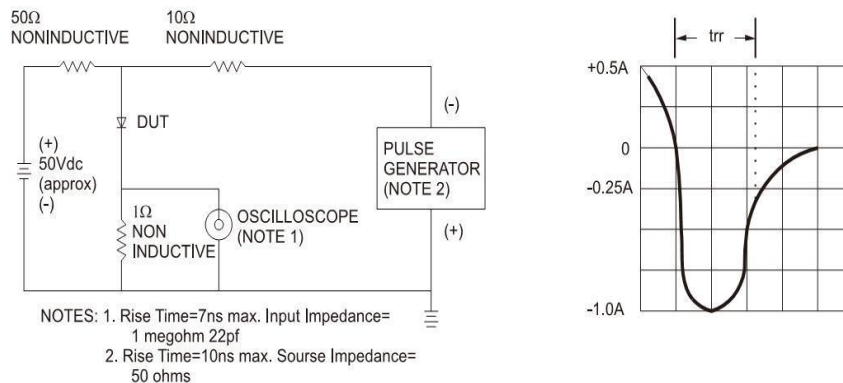 50Ω
NONINDUCTIVE
10Ω
NONINDUCTIVE
DUT
(+)
50Vdc
(approx)
(-)
1Ω
NON
INDUCTIVE
OSCILLOSCOPE
(NOTE 1)
(-)
PULSE
GENERATOR
(NOTE 2)
(+)
NOTES: 1. Rise Time=7ns max. Input Impedance=
1 megohm 22pf
2. Rise Time=10ns max. Sourse Impedance=
50 ohms
trr
+0.5A
0
-0.25A
-1.0A